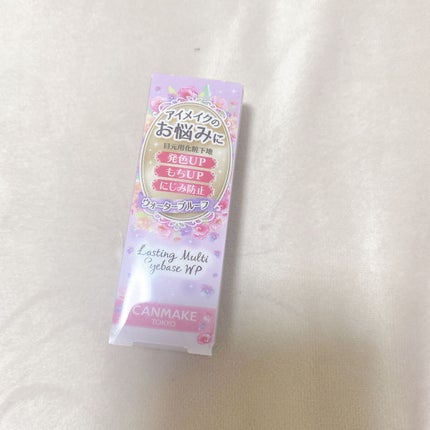 アイメイクの
お悩みに
目元用化粧下地
発色UP
もちUP
にじみ防止
ウォータープルーフ
Lasting Multi
Eyebase WP
CANMAKE
TOKYO